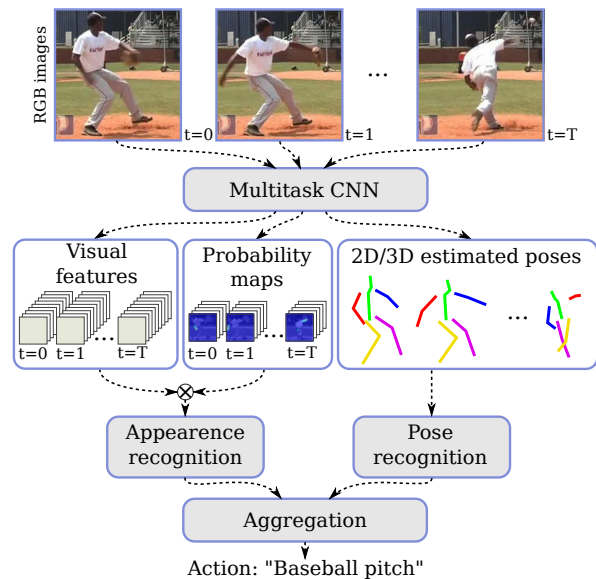 RGB images
t=0
t=1
...
t=T
Multitask CNN
Visual
features
t=0
t=1
...
t=T
Probability
maps
t=0
t=1
...
t=T
2D/3D estimated poses
...
Appearence
recognition
Pose
recognition
Aggregation
Action: "Baseball pitch"